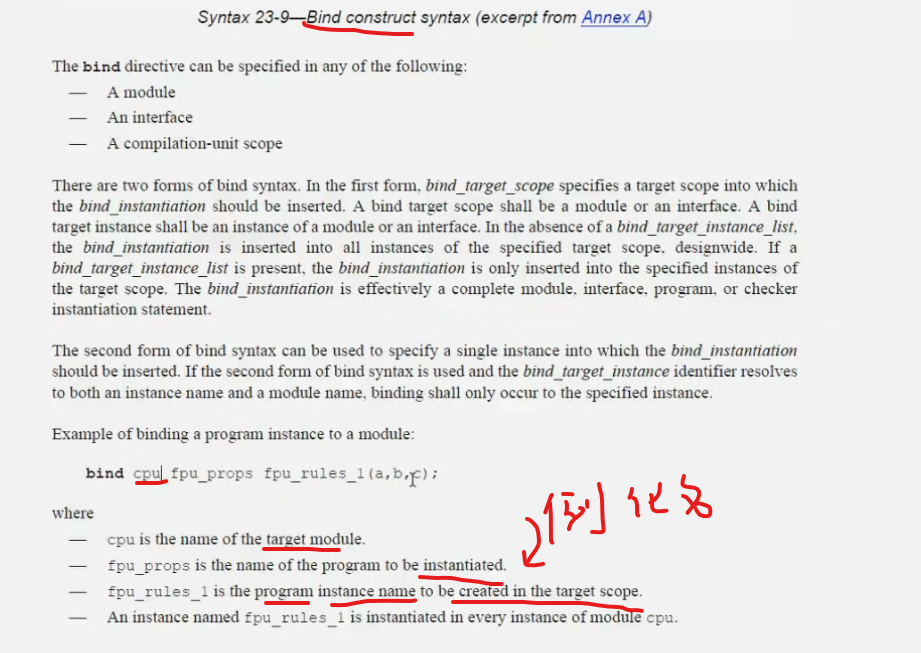 Syntax 23-9—Bind construct syntax (excerpt from Annex A)
The bind directive can be specified in any of the following:
— A module
— An interface
— A compilation-unit scope
There are two forms of bind syntax. In the first form, bind_target_scope specifies a target scope into which
the bind_instantiation should be inserted. A bind target scope shall be a module or an interface. A bind
target instance shall be an instance of a module or an interface. In the absence of a bind_target_instance_list,
the bind_instantiation is inserted into all instances of the specified target scope, designwide. If a
bind_target_instance_list is present, the bind_instantiation is only inserted into the specified instances of
the target scope. The bind_instantiation is effectively a complete module, interface, program, or checker
instantiation statement.
The second form of bind syntax can be used to specify a single instance into which the bind_instantiation
should be inserted. If the second form of bind syntax is used and the bind_target_instance identifier resolves
to both an instance name and a module name, binding shall only occur to the specified instance.
Example of binding a program instance to a module:
bind cpu fpu_props fpu_rules_1(a,b,c);
where
例化名
— cpu is the name of the target module.
— fpu_props is the name of the program to be instantiated.
— fpu_rules_1 is the program instance name to be created in the target scope.
— An instance named fpu_rules_1 is instantiated in every instance of module cpu.